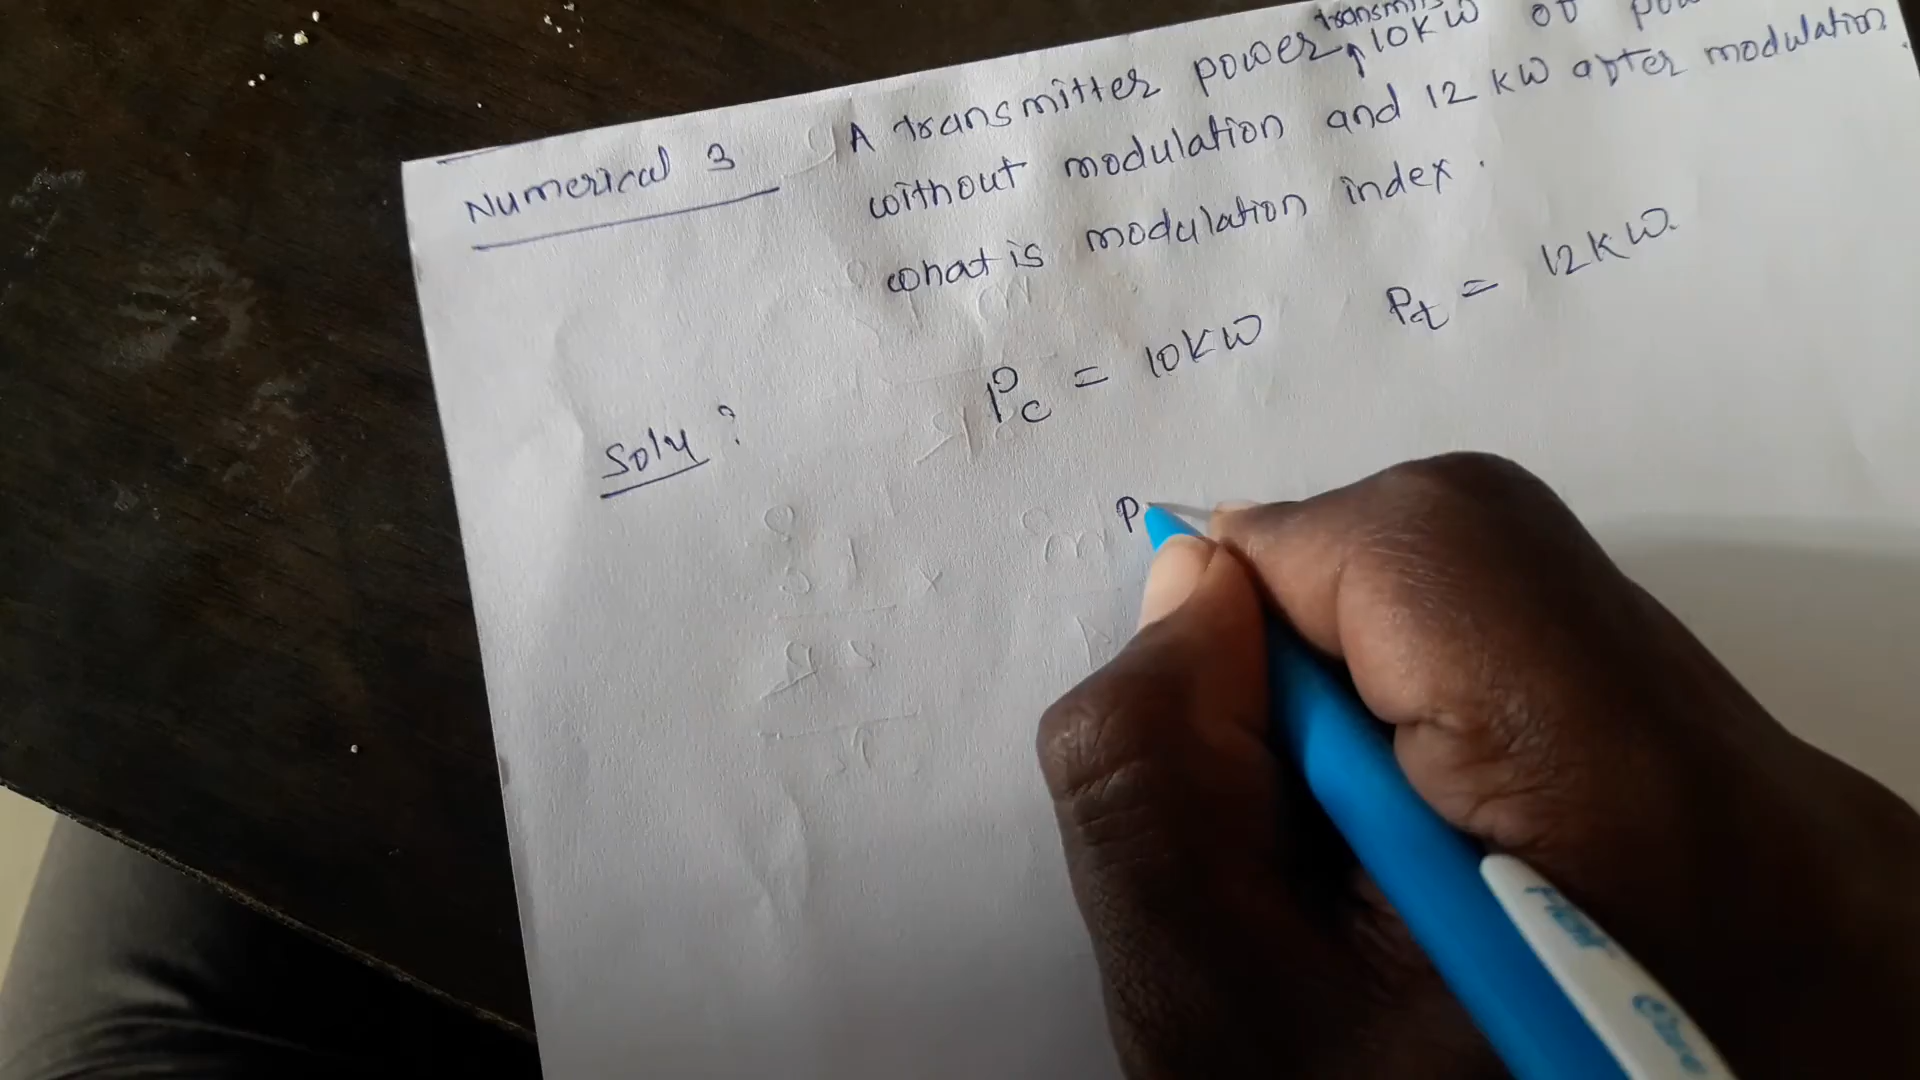 transmit
A transmitter power 10KW of
Numerical 3
without modulation and 12 KW after modulation.
what is modulation index.
Soln: Pc = 10KW Pt = 12KW.
P